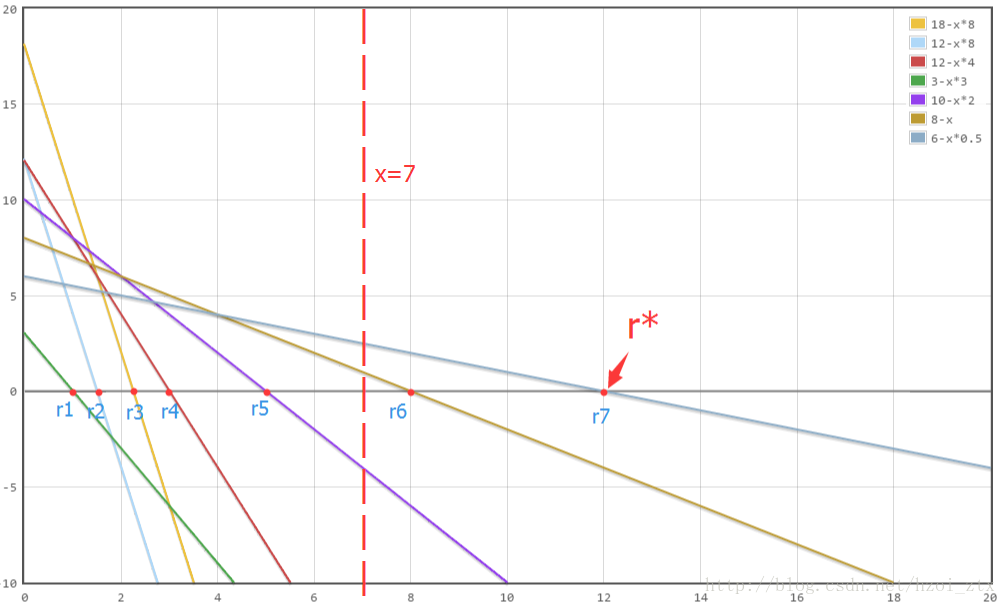 20
15
10
5
0
-5
-10
0
2
4
6
8
10
12
14
16
18
20
18-x*8
12-x*8
12-x*4
3-x*3
10-x*2
8-x
6-x*0.5
x=7
r*
r1
r2
r3
r4
r5
r6
r7
http://blog.csdn.net/hzoi_ztx